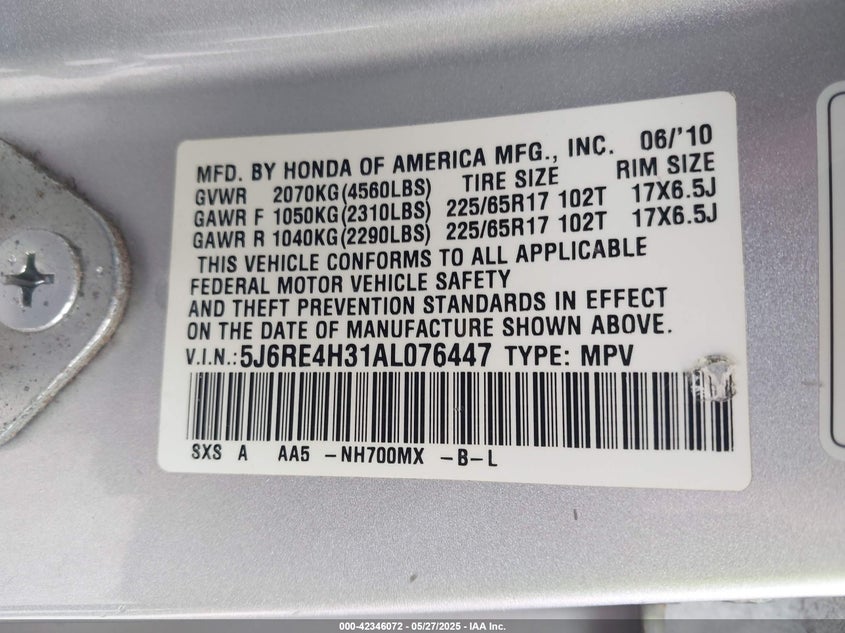 MFD. BY HONDA OF AMERICA MFG., INC. 06/'10
GVWR 2070KG(4560LBS) TIRE SIZE RIM SIZE
GAWR F 1050KG(2310LBS) 225/65R17 102T 17X6.5J
GAWR R 1040KG(2290LBS) 225/65R17 102T 17X6.5J
THIS VEHICLE CONFORMS TO ALL APPLICABLE
FEDERAL MOTOR VEHICLE SAFETY
AND THEFT PREVENTION STANDARDS IN EFFECT
ON THE DATE OF MANUFACTURE SHOWN ABOVE.
V.I.N.:5J6RE4H31AL076447 TYPE: MPV
SXS A AA5 -NH700MX -B-L
000-42346072 - 05/27/2025 - IAA Inc.